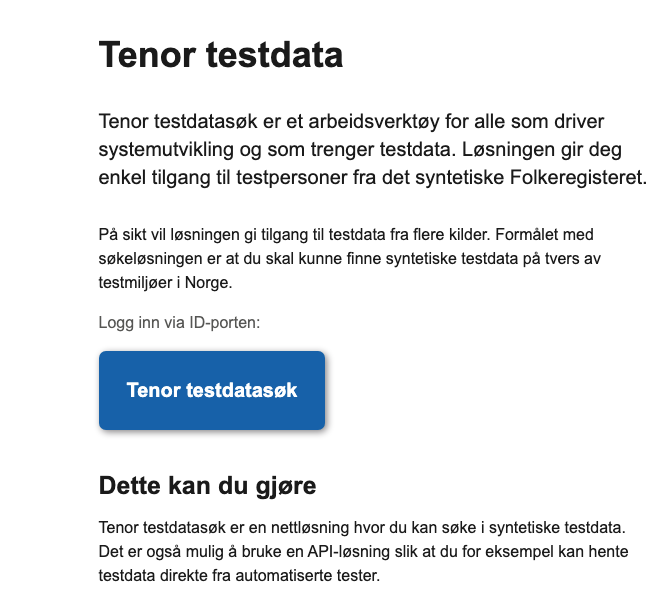 Tenor testdata
Tenor testdatasøk er et arbeidsverktøy for alle som driver
systemutvikling og som trenger testdata. Løsningen gir deg
enkel tilgang til testpersoner fra det syntetiske Folkeregisteret.
På sikt vil løsningen gi tilgang til testdata fra flere kilder. Formålet med
søkeløsningen er at du skal kunne finne syntetiske testdata på tvers av
testmiljøer i Norge.
Logg inn via ID-porten:
Tenor testdatasøk
Dette kan du gjøre
Tenor testdatasøk er en nettløsning hvor du kan søke i syntetiske testdata.
Det er også mulig å bruke en API-løsning slik at du for eksempel kan hente
testdata direkte fra automatiserte tester.